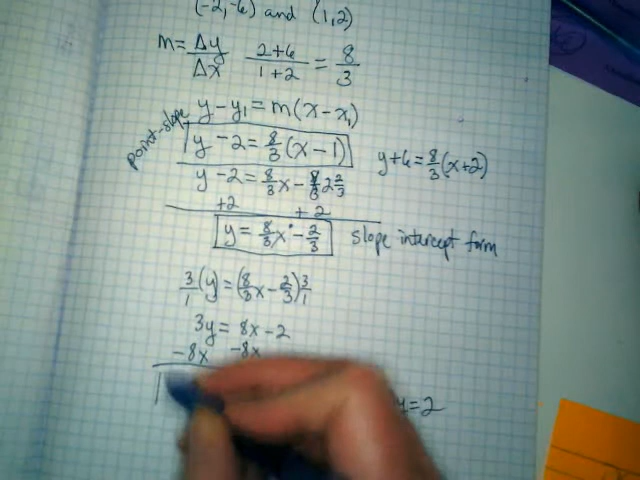 (-2,-6) and (1,2)
m = Δy/Δx (2+6)/(1+2) = 8/3
y - y₁ = m(x - x₁)
point-slope
y - 2 = 8/3(x - 1)
y + 6 = 8/3(x + 2)
y - 2 = 8/3x - 2 2/3
+2 + 2
y = 8/3x - 2/3 slope intercept form
3/1(y) = (8/3x - 2/3)3/1
3y = 8x - 2
-8x -8x
y = 2